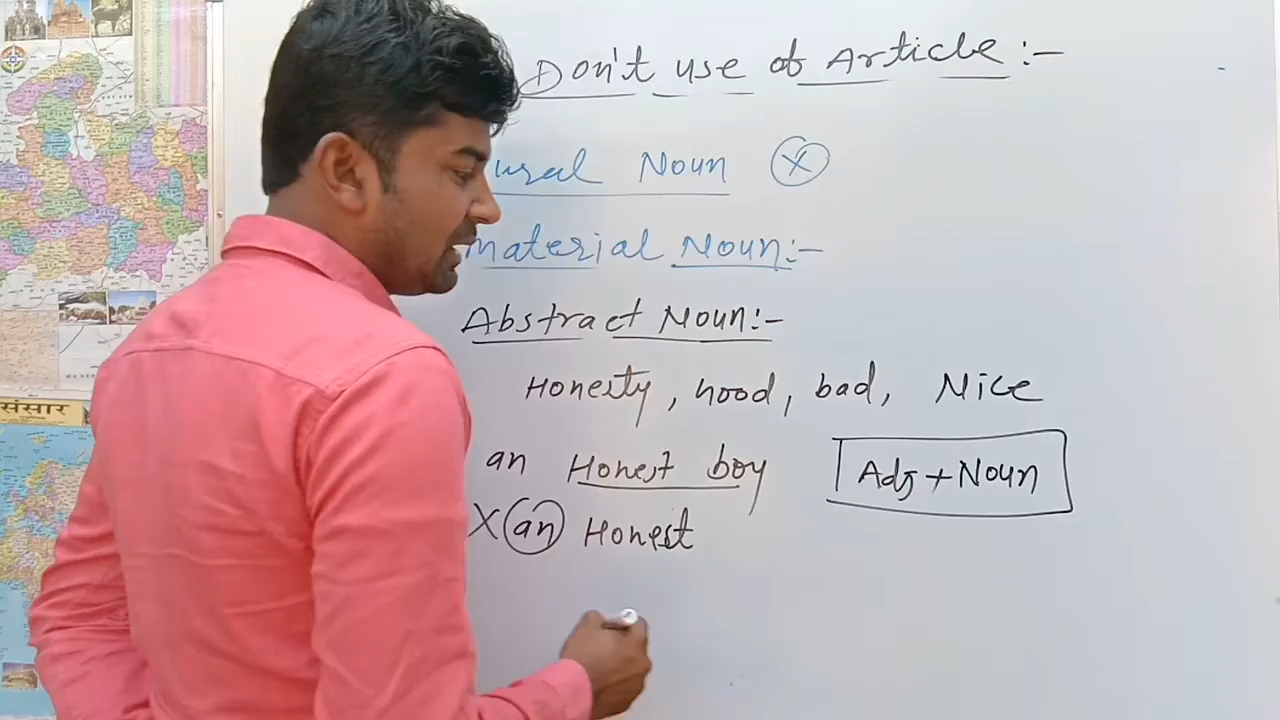 Don't use of Article :-
ural Noun X
Material Noun:-
Abstract Noun:-
Honesty, nood, bad, Nice
an Honest boy Adj + Noun
X an Honest
संसार